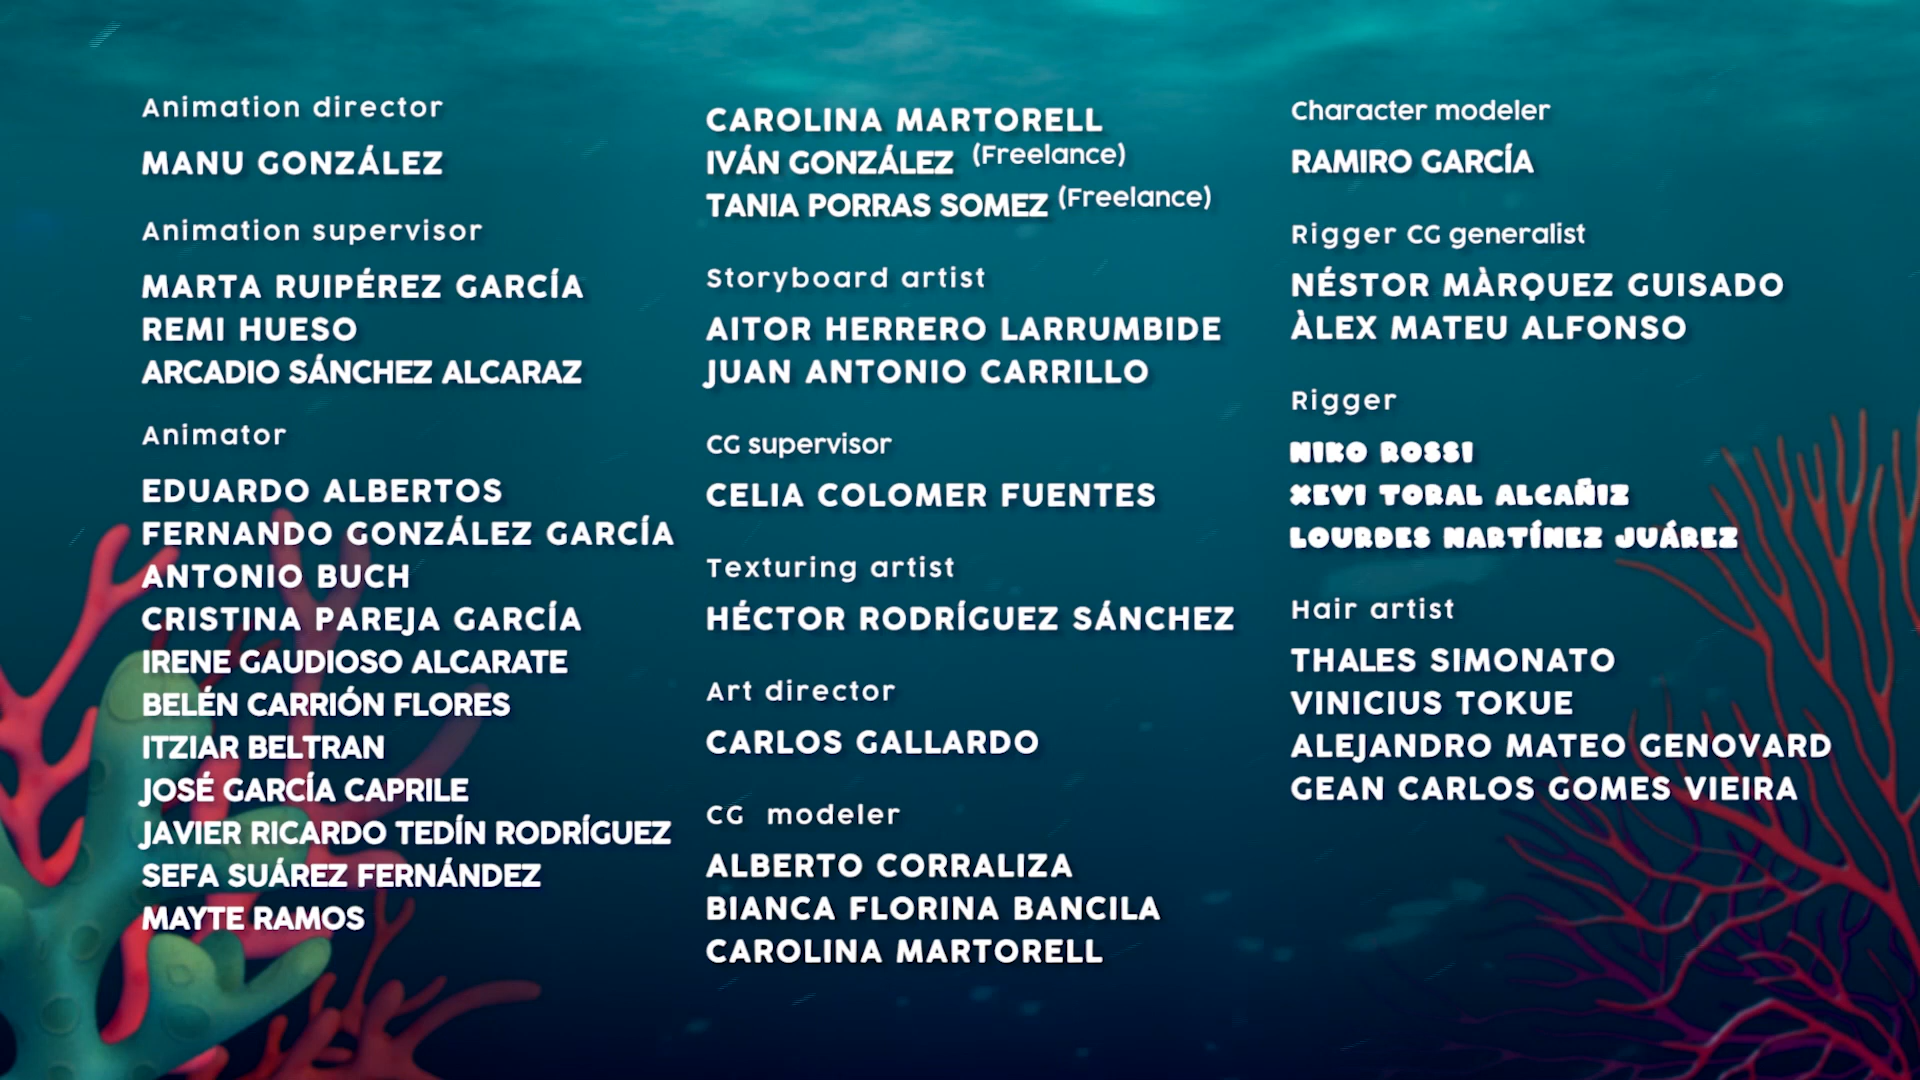 Animation director
MANU GONZÁLEZ
Animation supervisor
MARTA RUIPÉREZ GARCÍA
REMI HUESO
ARCADIO SÁNCHEZ ALCARAZ
Animator
EDUARDO ALBERTOS
FERNANDO GONZÁLEZ GARCÍA
ANTONIO BUCH
CRISTINA PAREJA GARCÍA
IRENE GAUDIOSO ALCARATE
BELÉN CARRIÓN FLORES
ITZIAR BELTRAN
JOSÉ GARCÍA CAPRILE
JAVIER RICARDO TEDÍN RODRÍGUEZ
SEFA SUÁREZ FERNÁNDEZ
MAYTE RAMOS
CAROLINA MARTORELL
IVÁN GONZÁLEZ (Freelance)
TANIA PORRAS SOMEZ (Freelance)
Storyboard artist
AITOR HERRERO LARRUMBIDE
JUAN ANTONIO CARRILLO
CG supervisor
CELIA COLOMER FUENTES
Texturing artist
HÉCTOR RODRÍGUEZ SÁNCHEZ
Art director
CARLOS GALLARDO
CG modeler
ALBERTO CORRALIZA
BIANCA FLORINA BANCILA
CAROLINA MARTORELL
Character modeler
RAMIRO GARCÍA
Rigger CG generalist
NÉSTOR MÀRQUEZ GUISADO
ÀLEX MATEU ALFONSO
Rigger
NIKO ROSSI
XEVI TORAL ALCAÑIZ
LOURDES MARTÍNEZ JUÁREZ
Hair artist
THALES SIMONATO
VINICIUS TOKUE
ALEJANDRO MATEO GENOVARD
GEAN CARLOS GOMES VIEIRA